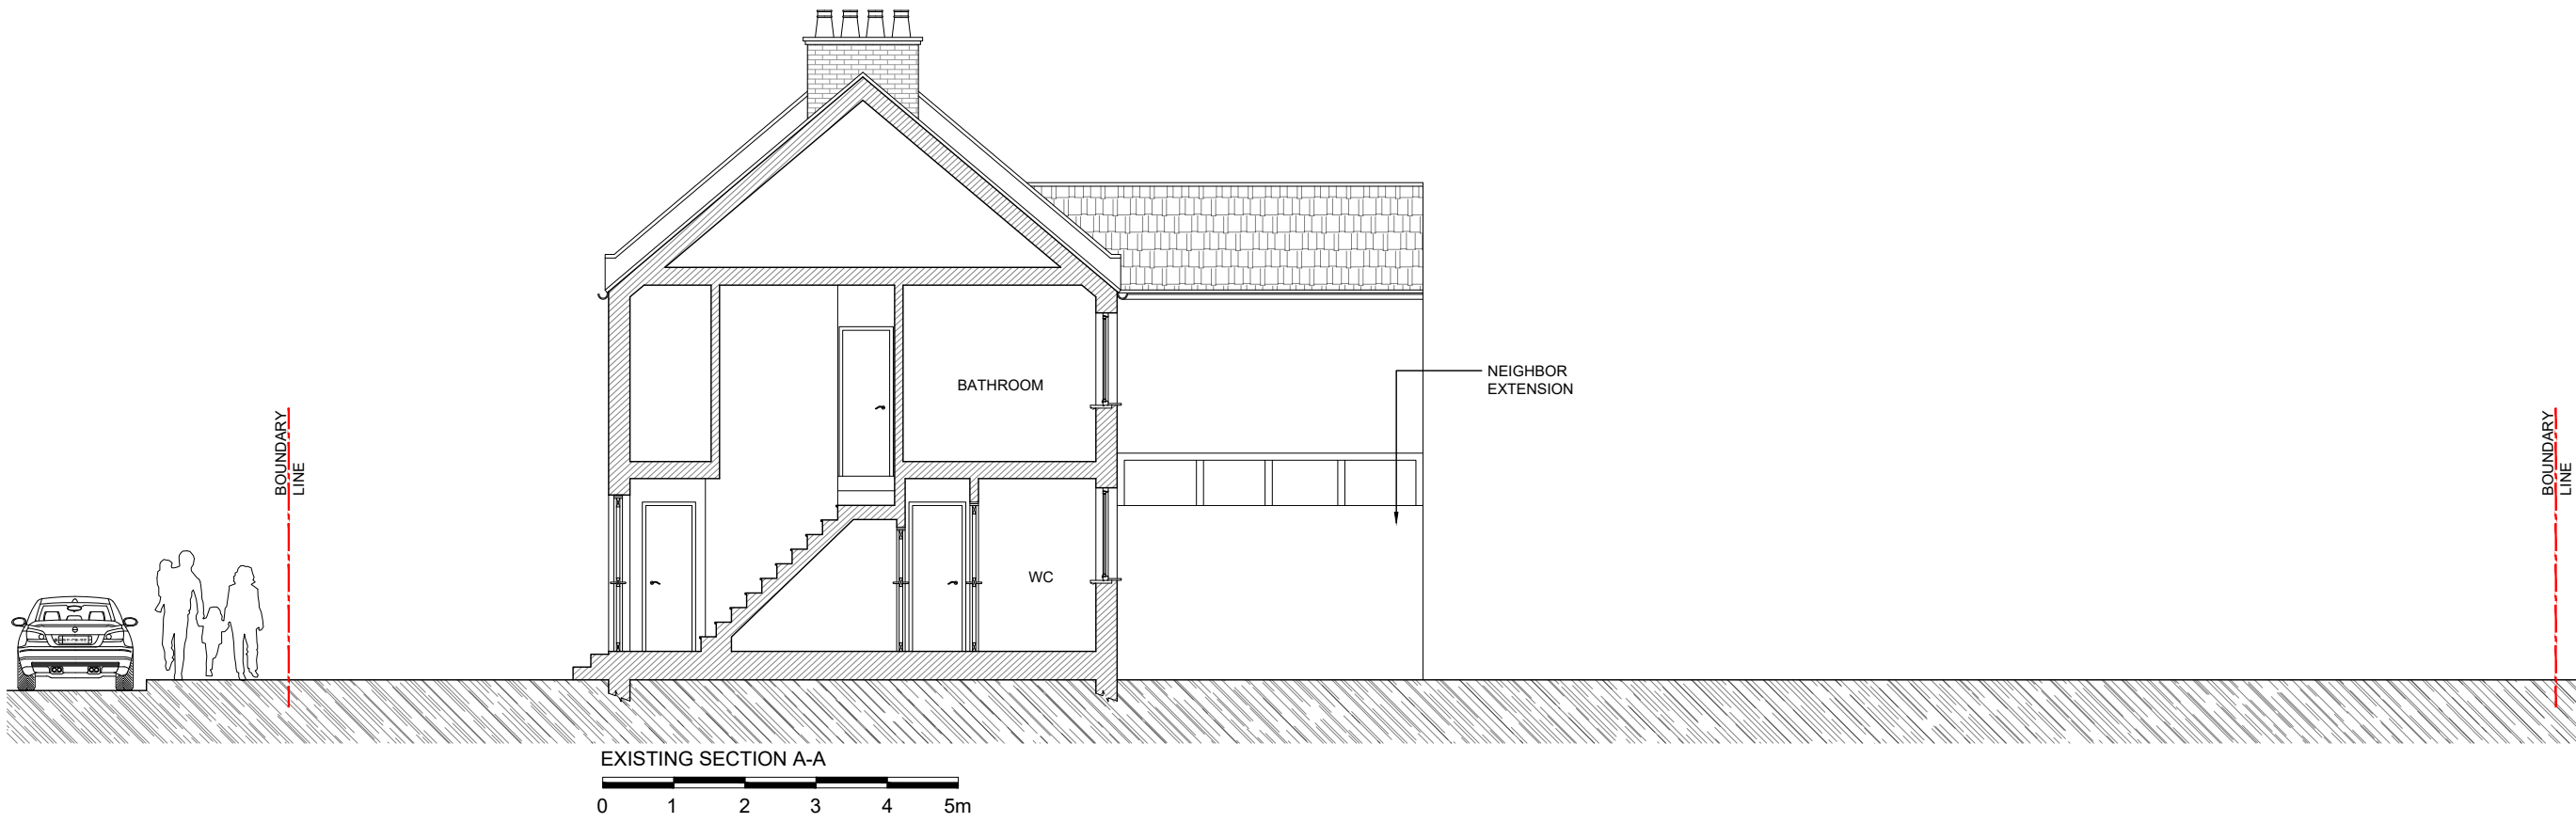 BATHROOM
NEIGHBOR
EXTENSION
BOUNDARY
LINE
BOUNDARY
LINE
WC
EXISTING SECTION A-A
0 1 2 3 4 5m